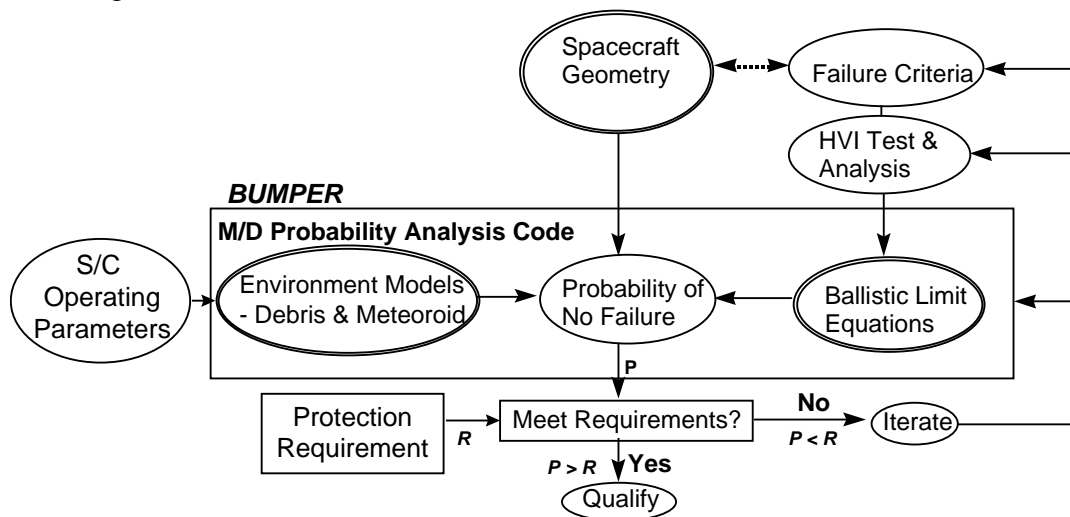 Spacecraft
Geometry
Failure Criteria
HVI Test &
Analysis
BUMPER
M/D Probability Analysis Code
S/C
Operating
Parameters
Environment Models
- Debris & Meteoroid
Probability of
No Failure
Ballistic Limit
Equations
P
Protection
Requirement
R
Meet Requirements?
No
P < R
Iterate
P > R
Yes
Qualify